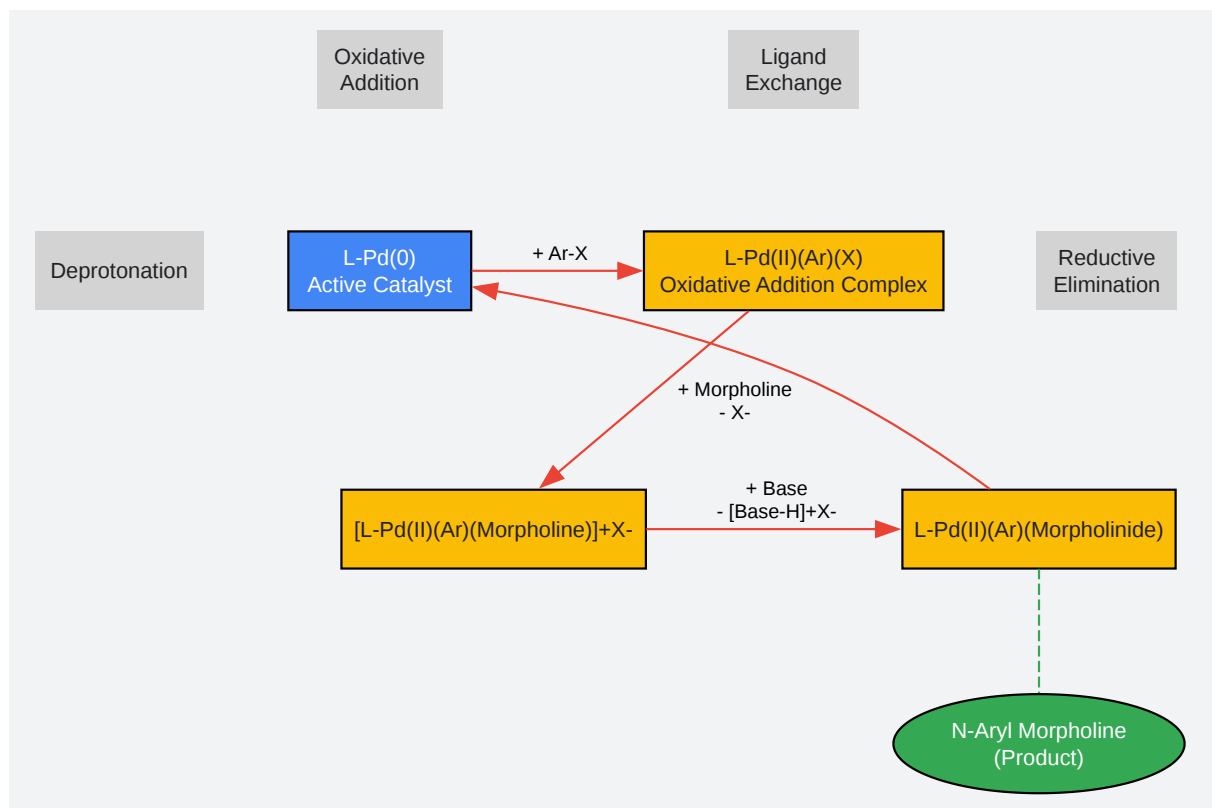 Oxidative
Addition
Ligand
Exchange
Deprotonation
L-Pd(0)
Active Catalyst
+ Ar-X
L-Pd(II)(Ar)(X)
Oxidative Addition Complex
Reductive
Elimination
+ Morpholine
- X-
[L-Pd(II)(Ar)(Morpholine)]+X-
+ Base
- [Base-H]+X-
L-Pd(II)(Ar)(Morpholinide)
N-Aryl Morpholine
(Product)